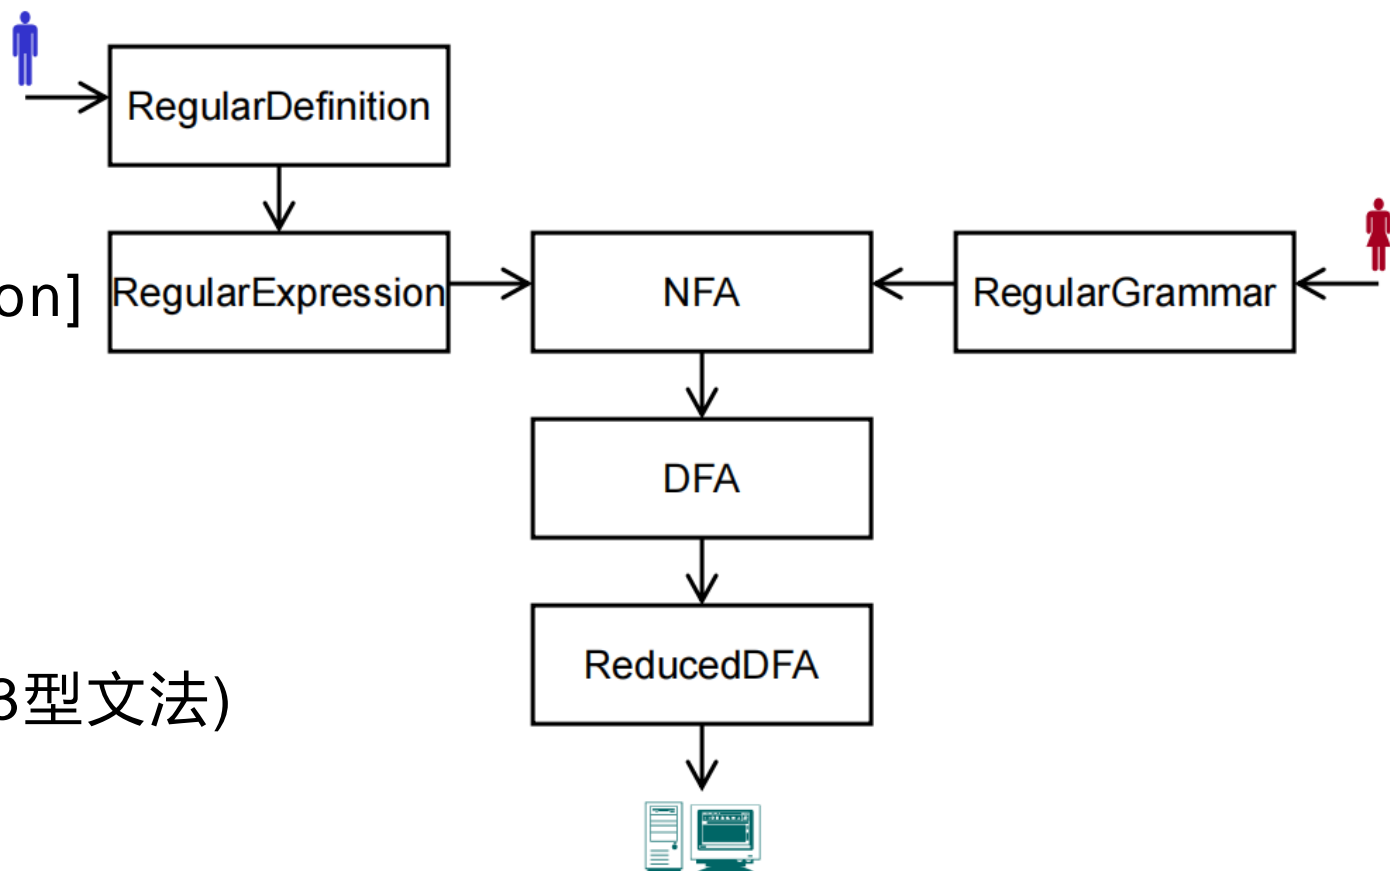 RegularDefinition
on]
RegularExpression
NFA
RegularGrammar
DFA
ReducedDFA
3型文法)